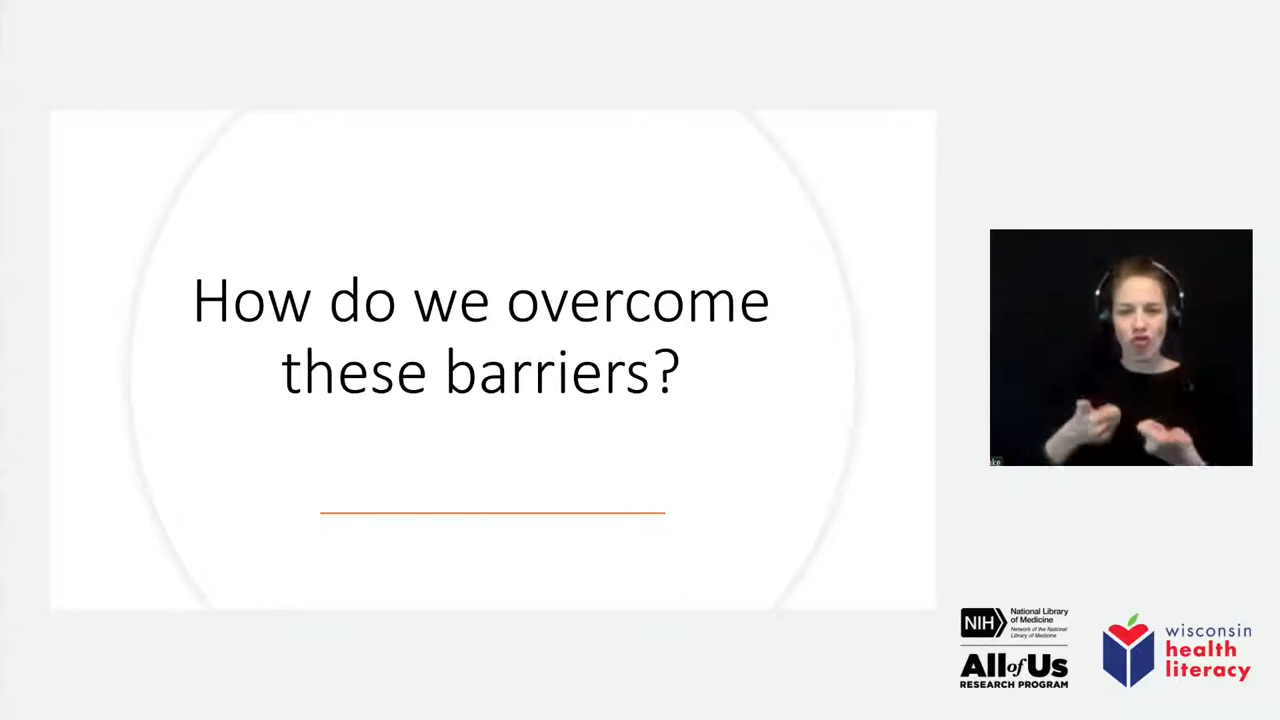 How do we overcome
these barriers?
NIH
National Library
of Medicine
Network of the National
Library of Medicine
All of Us
RESEARCH PROGRAM
wisconsin
health
literacy